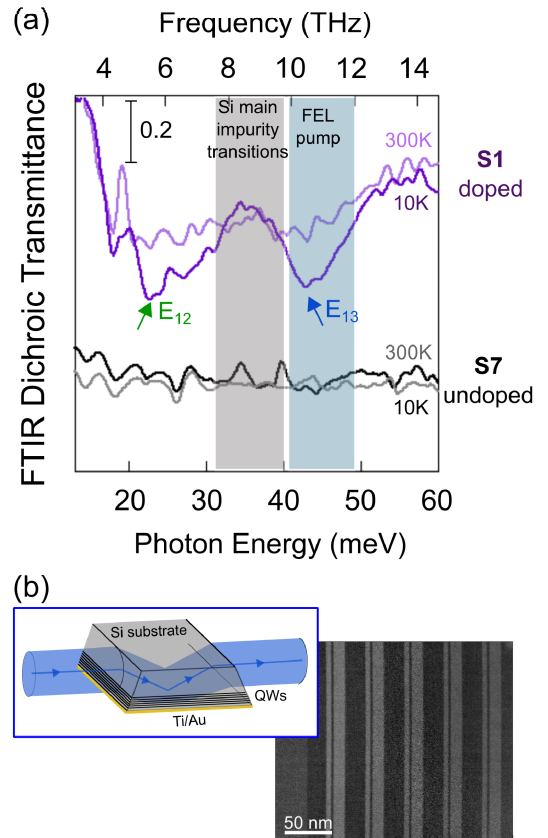 (a)
Frequency (THz)
4 6 8 10 12 14
0.2
Si main
impurity
transitions
FEL
pump
300K
10K
S1
doped
E12
E13
300K
10K
S7
undoped
FTIR Dichroic Transmittance
20 30 40 50 60
Photon Energy (meV)
(b)
Si substrate
QWs
Ti/Au
50 nm